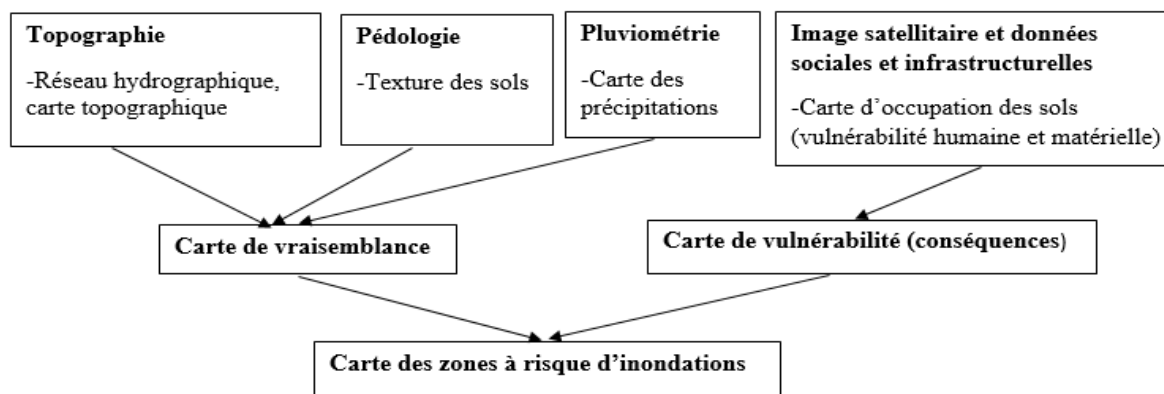 Topographie
-Réseau hydrographique,
carte topographique
Pédologie
-Texture des sols
Pluviométrie
-Carte des
précipitations
Image satellitaire et données
sociales et infrastructurelles
-Carte d’occupation des sols
(vulnérabilité humaine et matérielle)
Carte de vraisemblance
Carte de vulnérabilité (conséquences)
Carte des zones à risque d’inondations